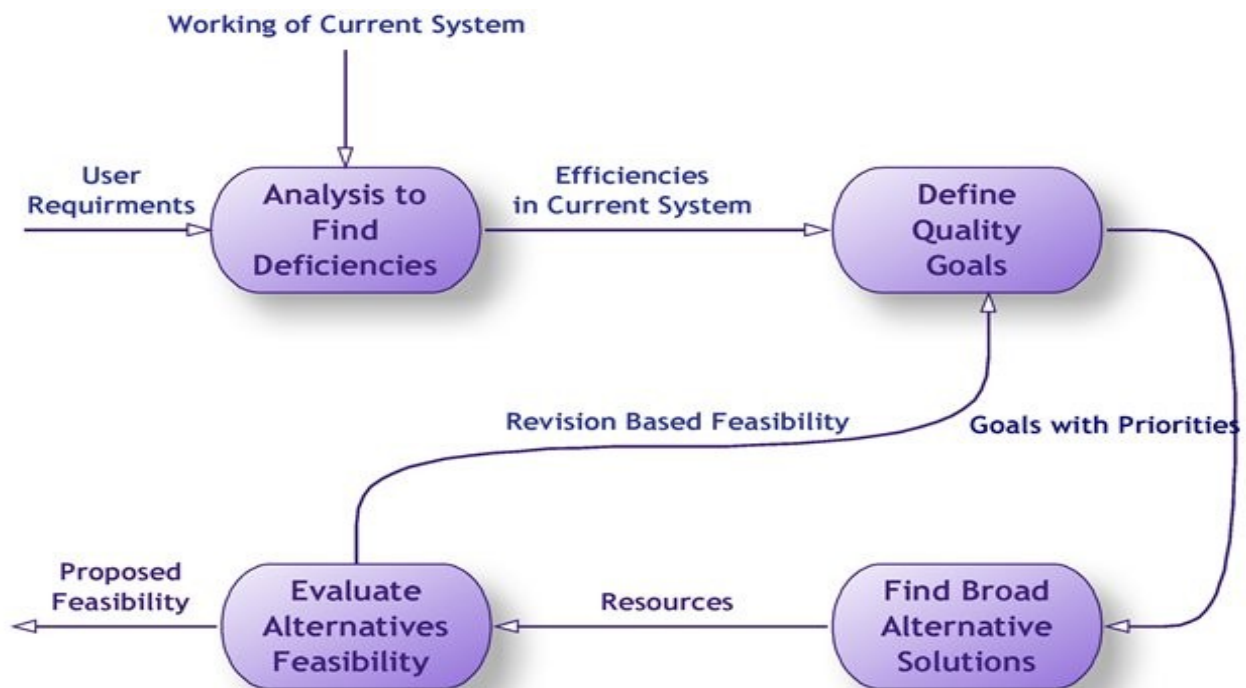 Working of Current System
User
Requirments
Analysis to
Find
Deficiencies
Efficiencies
in Current System
Define
Quality
Goals
Revision Based Feasibility
Goals with Priorities
Proposed
Feasibility
Evaluate
Alternatives
Feasibility
Resources
Find Broad
Alternative
Solutions